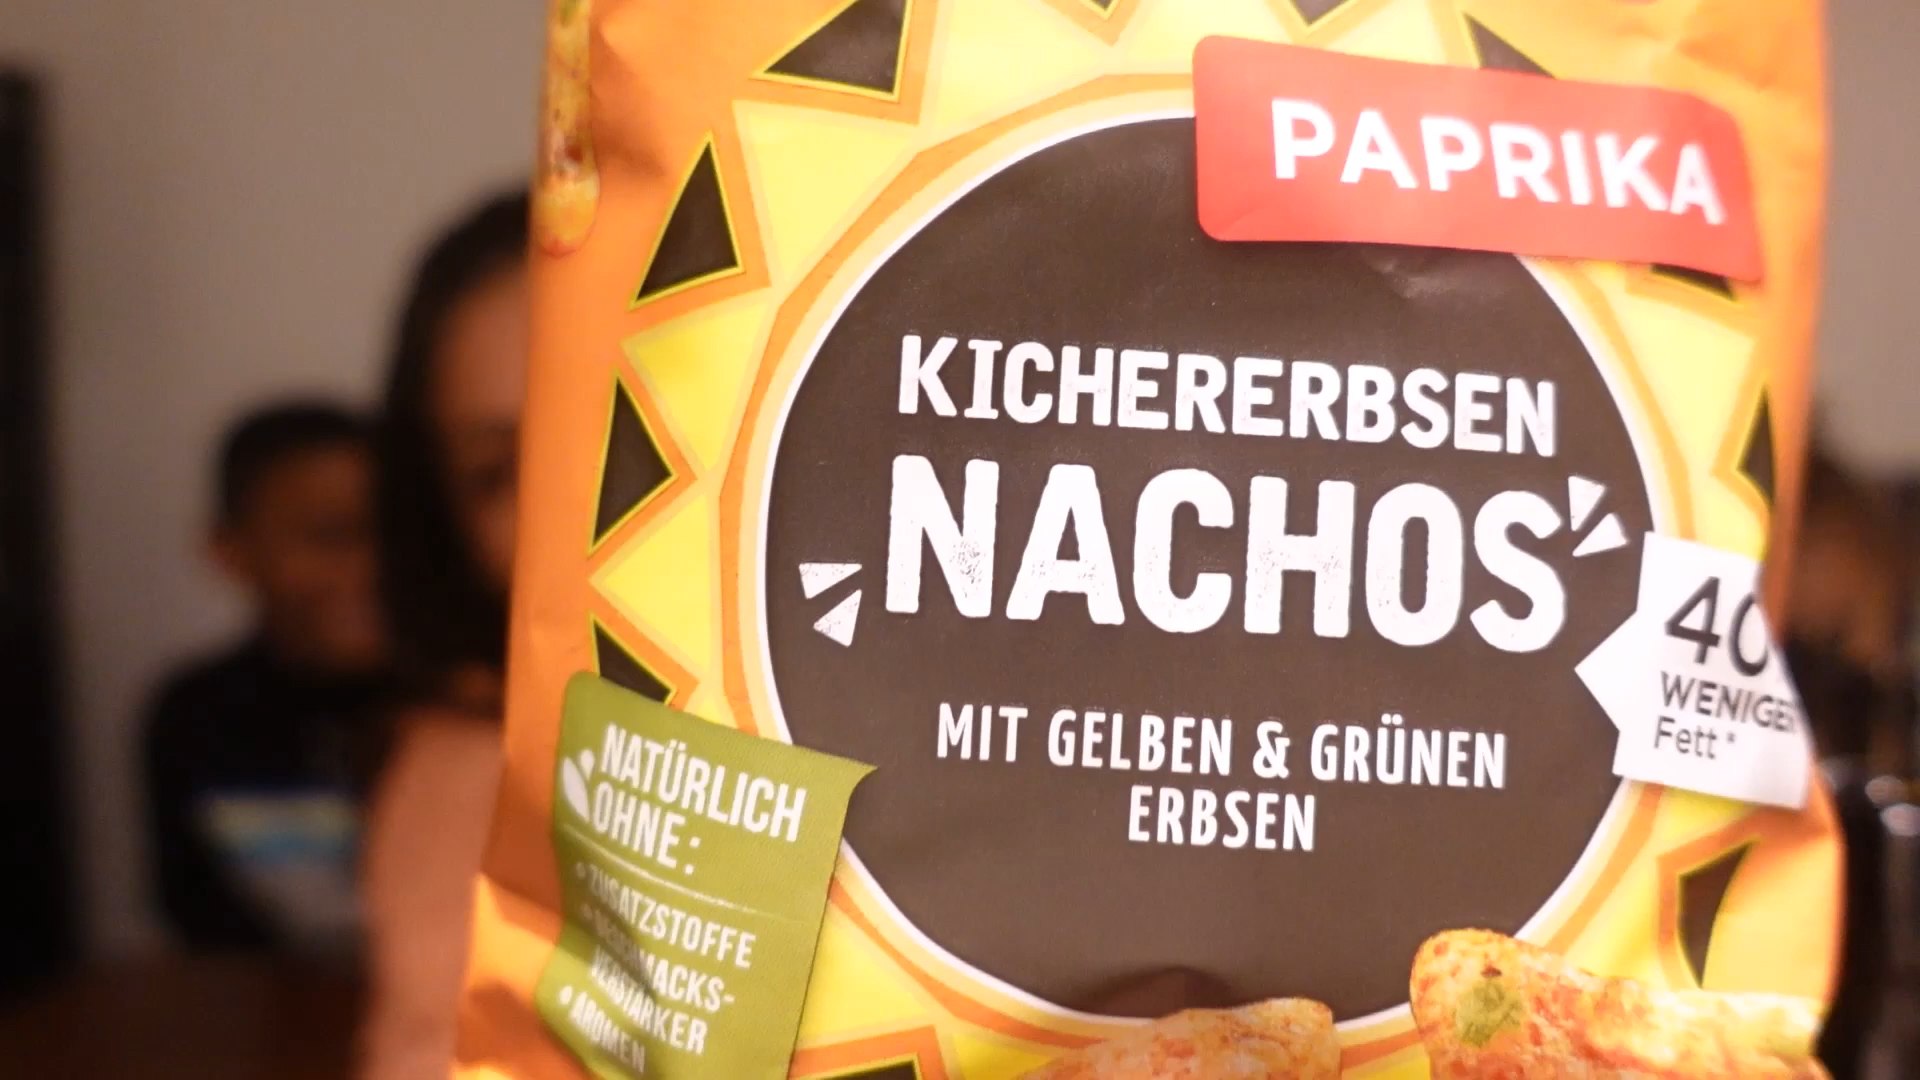 PAPRIKA
KICHERERBSEN
NACHOS
MIT GELBEN & GRÜNEN
ERBSEN
40
WENIGER
Fett*
NATÜRLICH
OHNE:
• ZUSATZSTOFFE
• GESCHMACKS-
VERSTÄRKER
• AROMEN